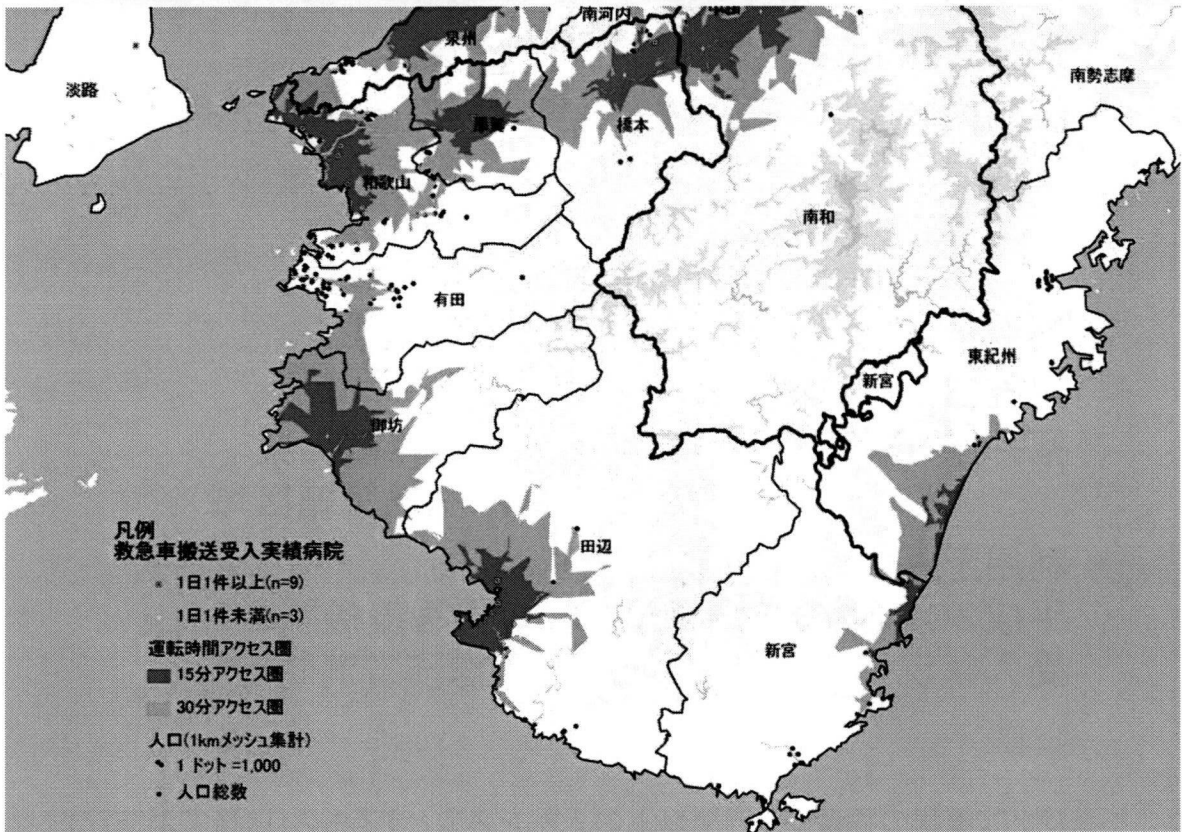 南河内
泉州
淡路
南勢志摩
橋本
和歌山
南和
有田
東紀州
新宮
御坊
田辺
新宮
凡例
救急車搬送受入実績病院
1日1件以上(n=9)
1日1件未満(n=3)
運転時間アクセス圏
15分アクセス圏
30分アクセス圏
人口(1kmメッシュ集計)
1 ドット =1,000
人口総数